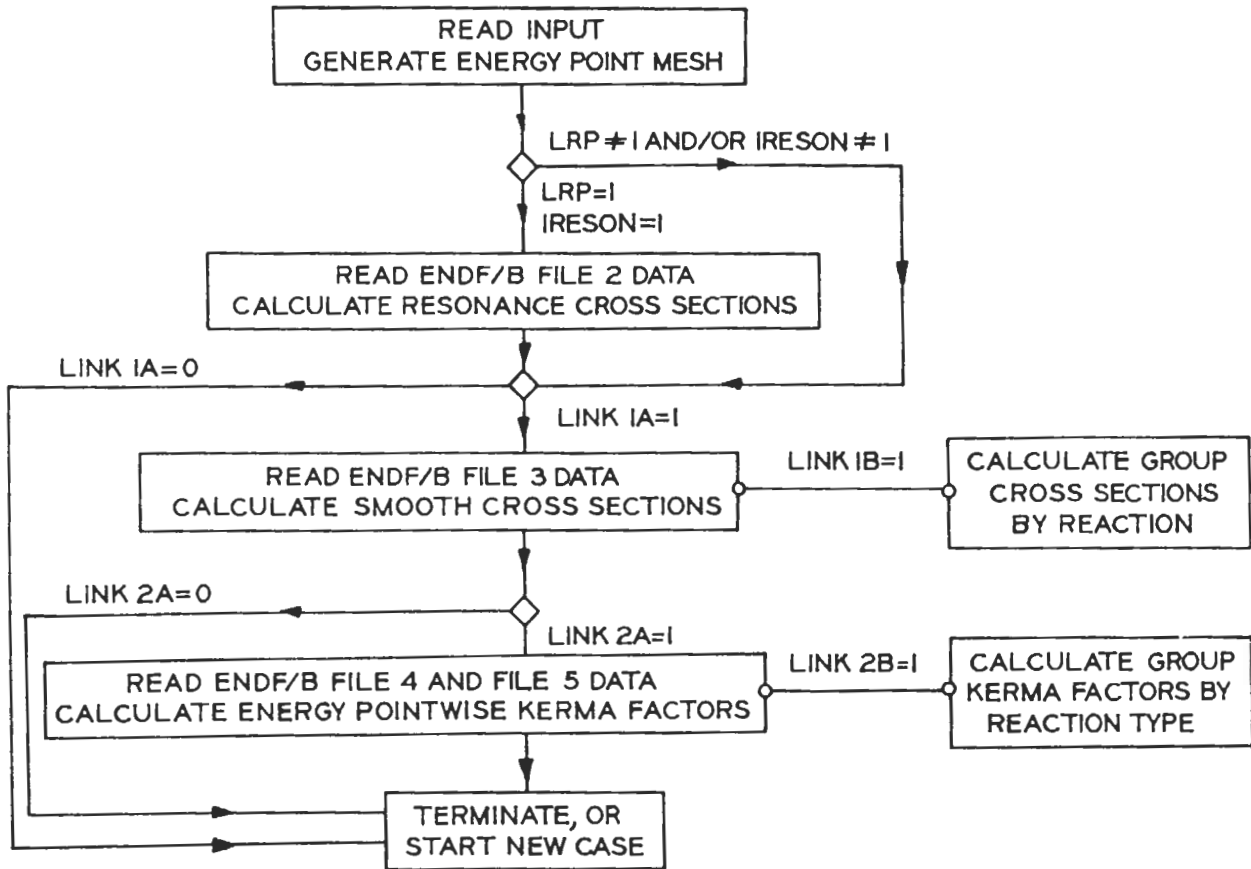 READ INPUT
GENERATE ENERGY POINT MESH
LRP ≠ 1 AND/OR IRESON ≠ 1
LRP=1
IRESON=1
READ ENDF/B FILE 2 DATA
CALCULATE RESONANCE CROSS SECTIONS
LINK 1A=0
LINK 1A=1
READ ENDF/B FILE 3 DATA
CALCULATE SMOOTH CROSS SECTIONS
LINK 1B=1
CALCULATE GROUP
CROSS SECTIONS
BY REACTION
LINK 2A=0
LINK 2A=1
READ ENDF/B FILE 4 AND FILE 5 DATA
CALCULATE ENERGY POINTWISE KERMA FACTORS
LINK 2B=1
CALCULATE GROUP
KERMA FACTORS BY
REACTION TYPE
TERMINATE, OR
START NEW CASE